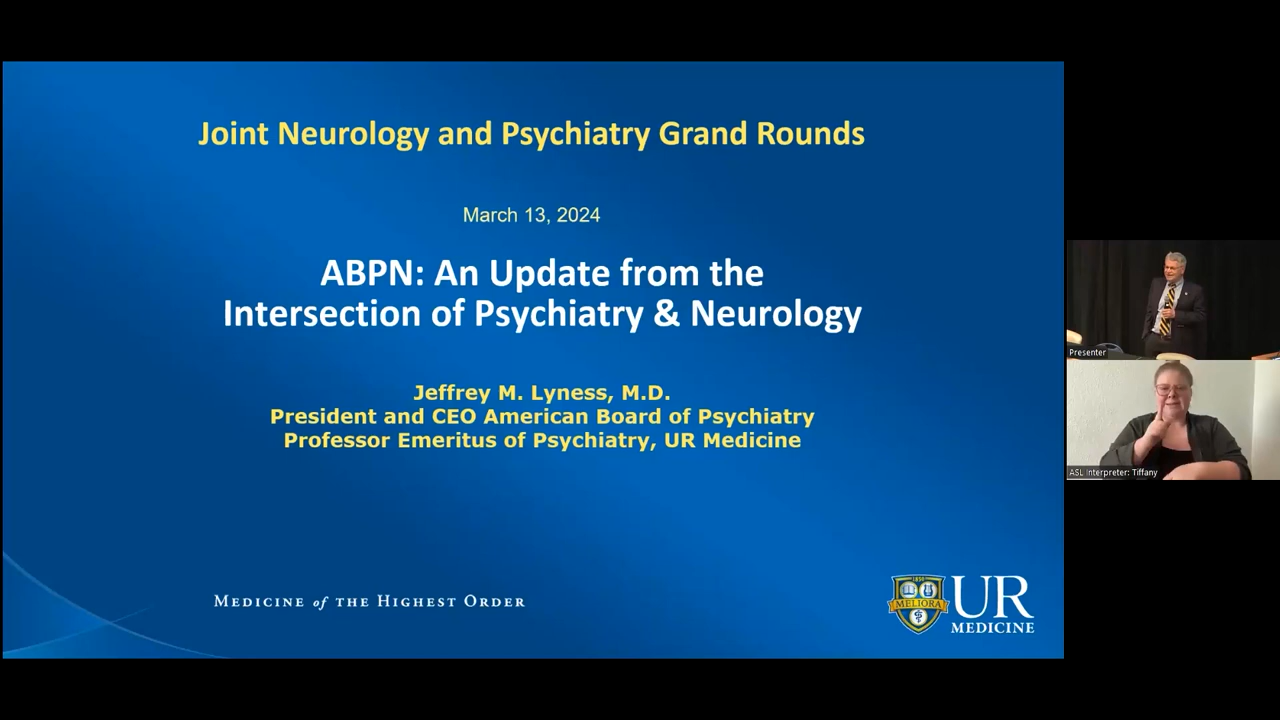 Joint Neurology and Psychiatry Grand Rounds
March 13, 2024
ABPN: An Update from the
Intersection of Psychiatry & Neurology
Jeffrey M. Lyness, M.D.
President and CEO American Board of Psychiatry
Professor Emeritus of Psychiatry, UR Medicine
MEDICINE of THE HIGHEST ORDER
1850
MELIORA
UR
MEDICINE
Presenter
ASL Interpreter: Tiffany